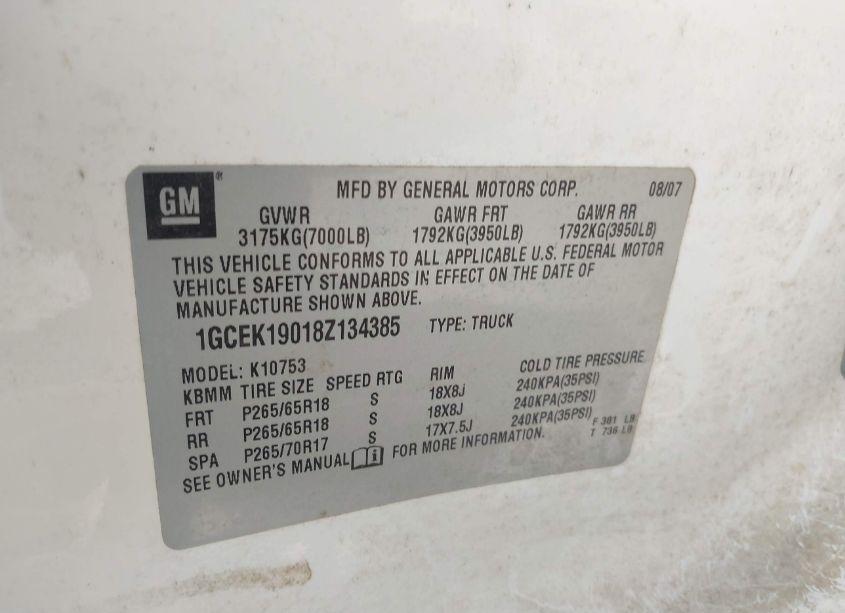 GM ® MFD BY GENERAL MOTORS CORP. 08/07
GVWR GAWR FRT GAWR RR
3175KG(7000LB) 1792KG(3950LB) 1792KG(3950LB)
THIS VEHICLE CONFORMS TO ALL APPLICABLE U.S. FEDERAL MOTOR
VEHICLE SAFETY STANDARDS IN EFFECT ON THE DATE OF
MANUFACTURE SHOWN ABOVE.
1GCEK19018Z134385 TYPE: TRUCK
MODEL: K10753
KBMM TIRE SIZE SPEED RTG RIM COLD TIRE PRESSURE
FRT P265/65R18 S 18X8J 240KPA(35PSI)
RR P265/65R18 S 18X8J 240KPA(35PSI)
SPA P265/70R17 S 17X7.5J 240KPA(35PSI)
SEE OWNER'S MANUAL i FOR MORE INFORMATION.
F 381 LB
T 736 LB